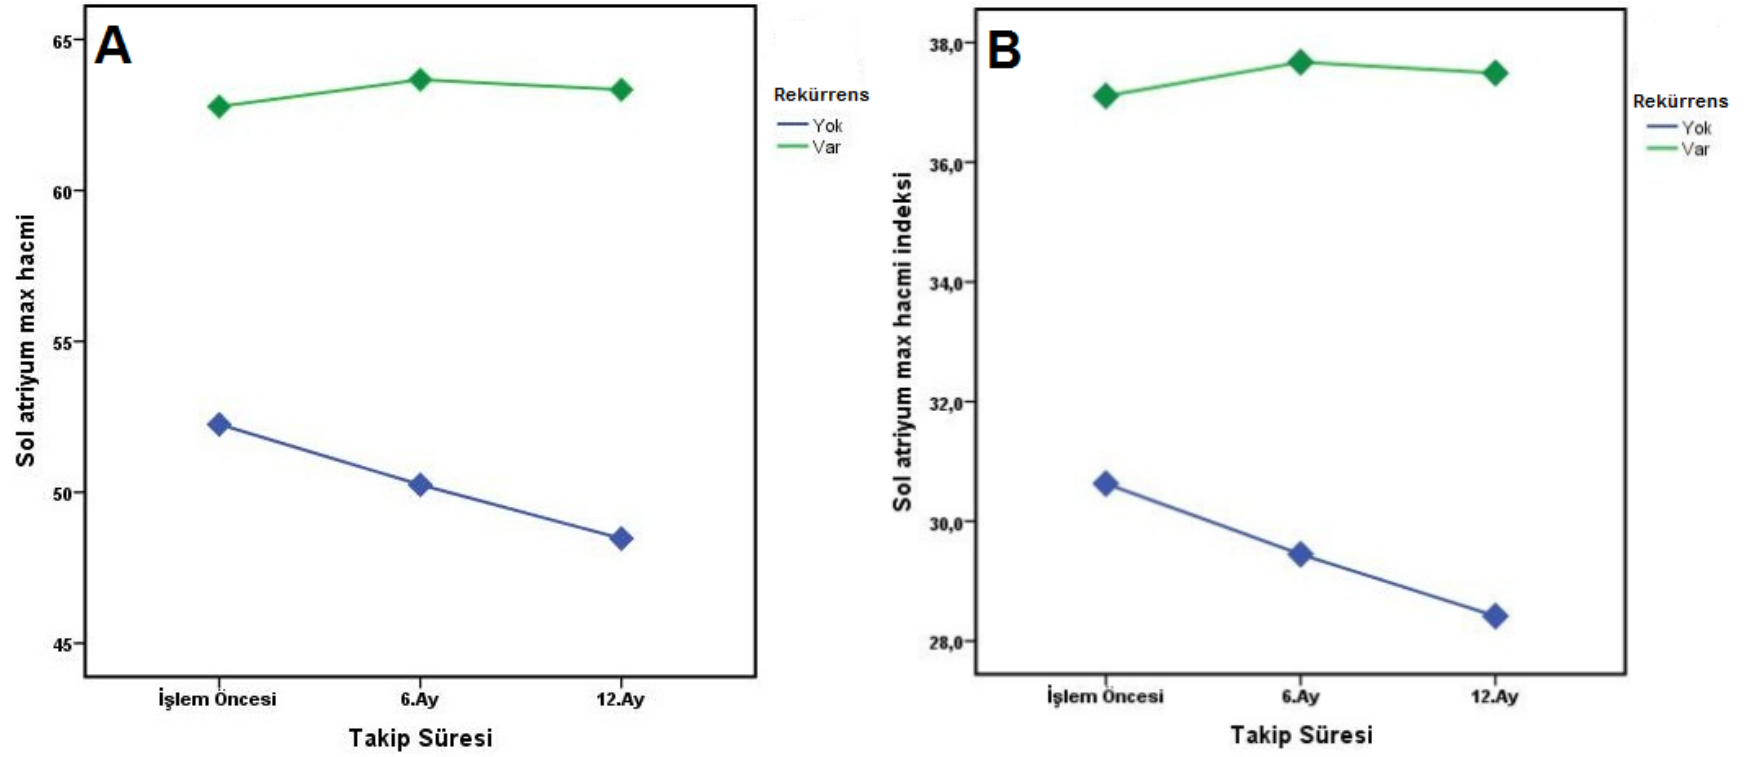 A
65
60
55
50
45
Sol atriyum max hacmi
İşlem Öncesi 6.Ay 12.Ay
Takip Süresi
Rekürrens
Yok
Var
B
38,0
36,0
34,0
32,0
30,0
28,0
Sol atriyum max hacmi indeksi
İşlem Öncesi 6.Ay 12.Ay
Takip Süresi
Rekürrens
Yok
Var